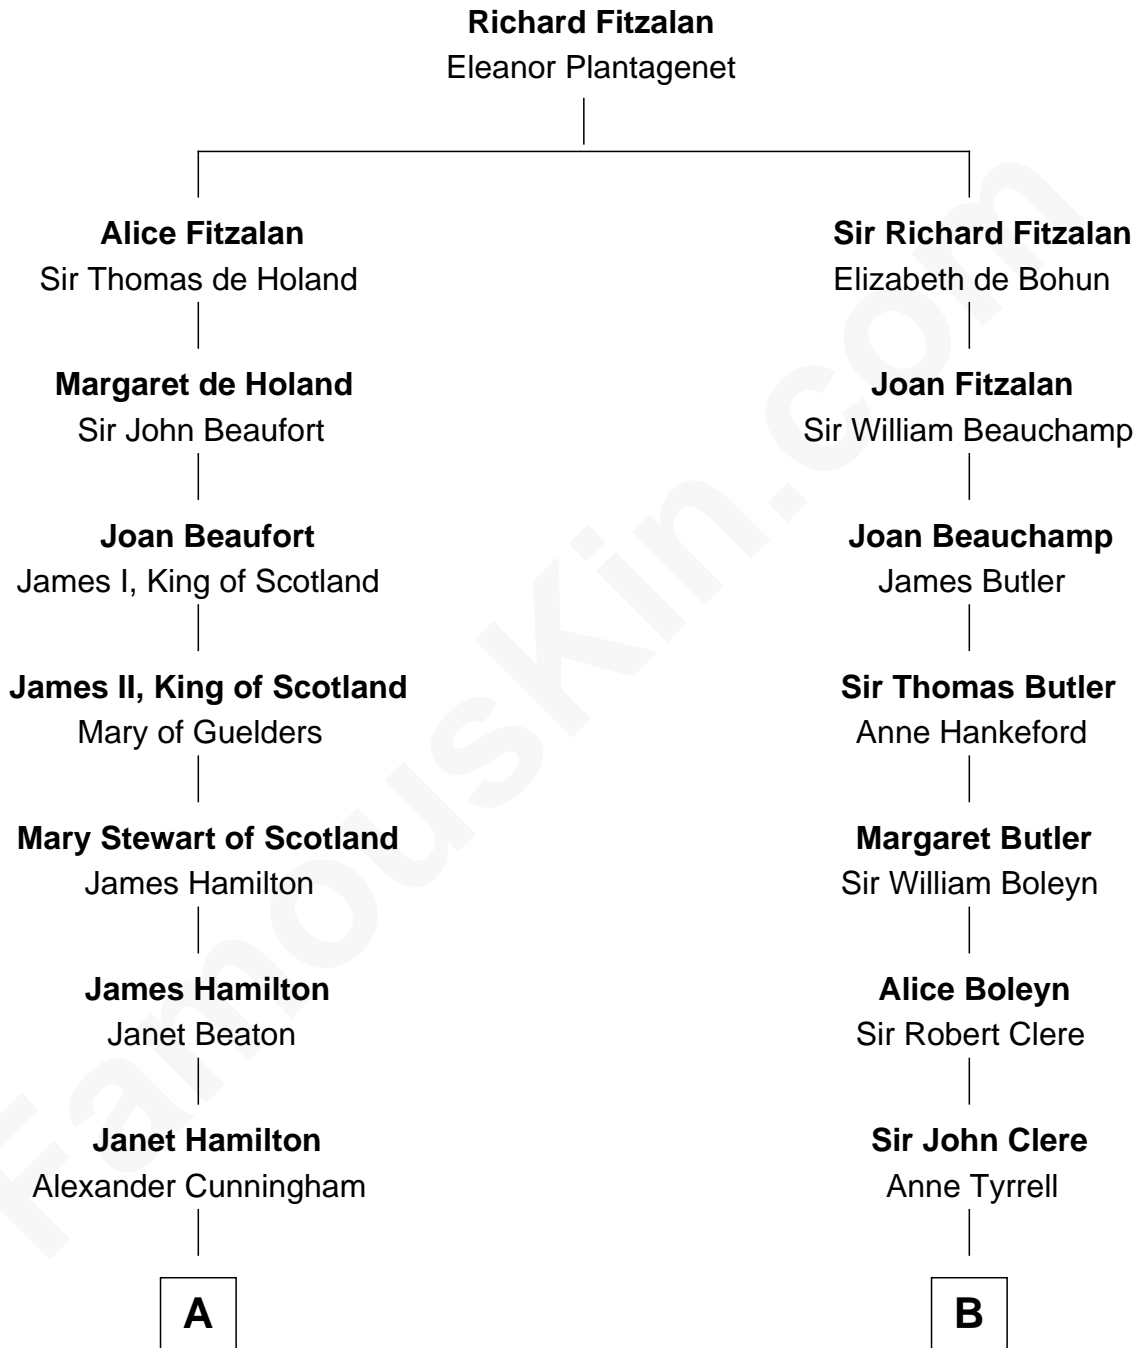 Richard Fitzalan
Eleanor Plantagenet
Alice Fitzalan
Sir Thomas de Holand
Sir Richard Fitzalan
Elizabeth de Bohun
Margaret de Holand
Sir John Beaufort
Joan Fitzalan
Sir William Beauchamp
Joan Beaufort
James I, King of Scotland
Joan Beauchamp
James Butler
James II, King of Scotland
Mary of Guelders
Sir Thomas Butler
Anne Hankeford
Mary Stewart of Scotland
James Hamilton
Margaret Butler
Sir William Boleyn
James Hamilton
Janet Beaton
Alice Boleyn
Sir Robert Clere
Janet Hamilton
Alexander Cunningham
Sir John Clere
Anne Tyrrell
A
B
FamousKin.com